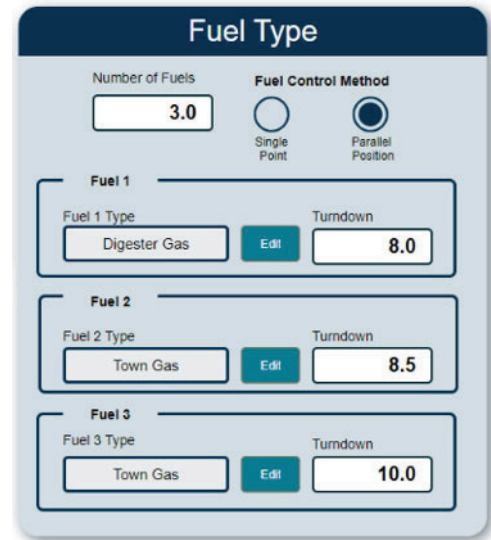 Fuel Type
Number of Fuels
Fuel Control Method
3.0
Single
Point
Parallel
Position
Fuel 1
Fuel 1 Type
Turndown
Digester Gas
Edit
8.0
Fuel 2
Fuel 2 Type
Turndown
Town Gas
Edit
8.5
Fuel 3
Fuel 3 Type
Turndown
Town Gas
Edit
10.0